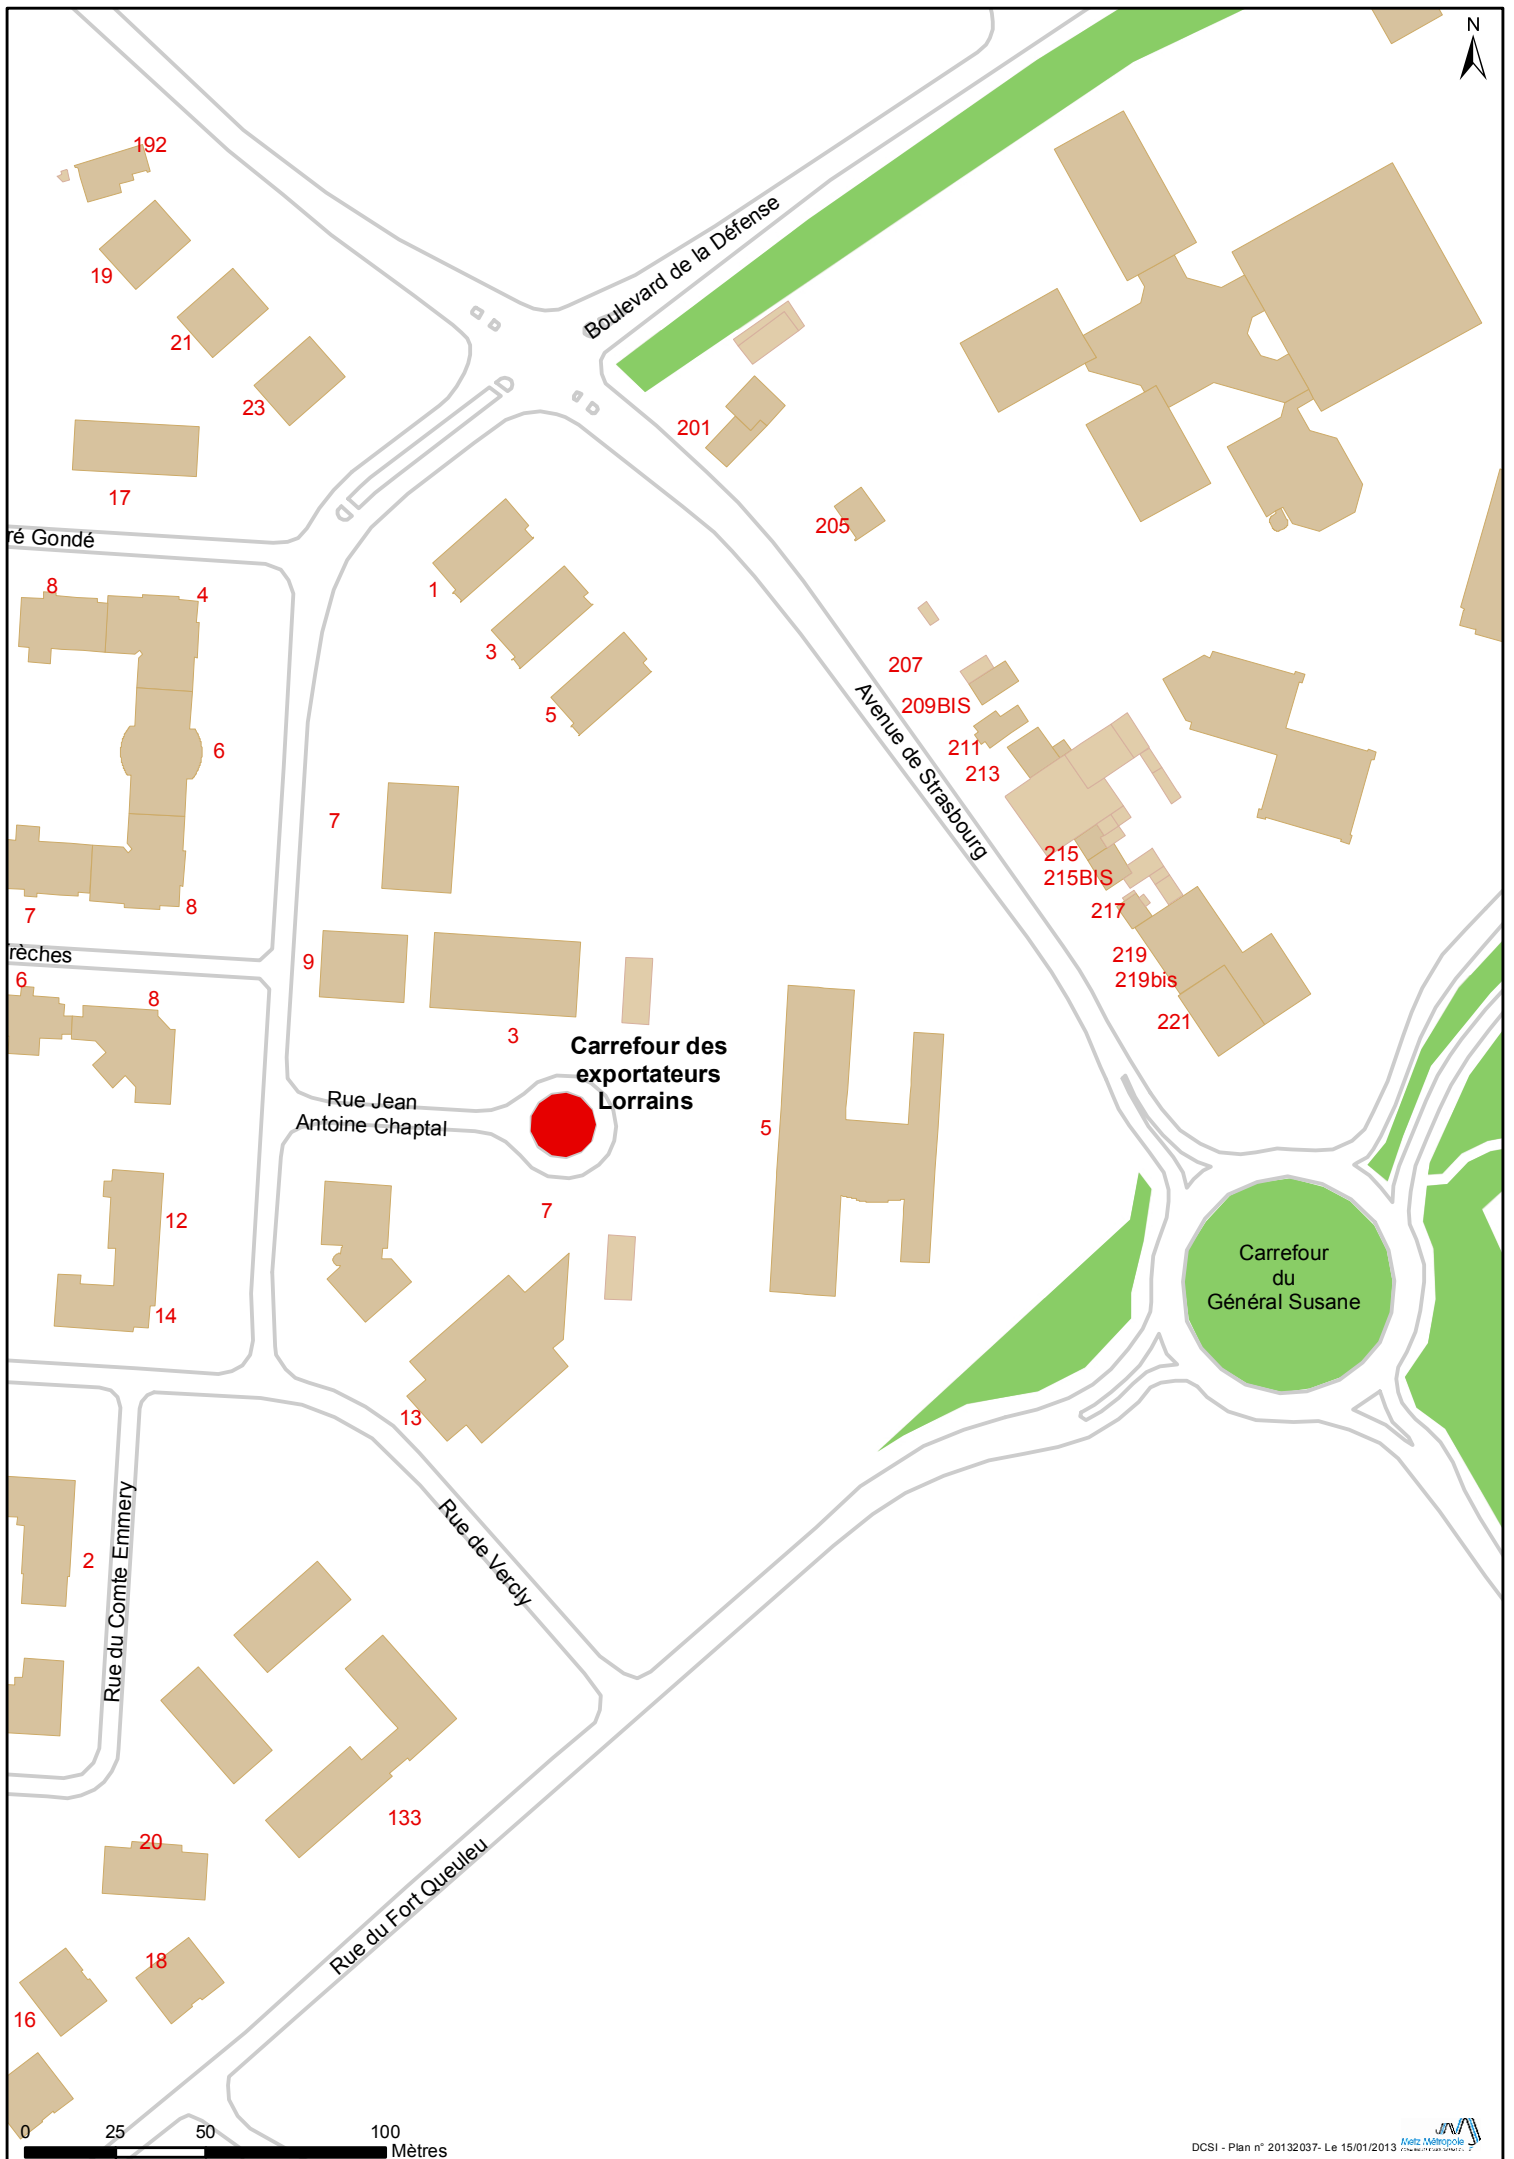 N
192
Boulevard de la Défense
19
21
23
201
17
205
ré Gondé
8
4
1
3
207
5
209BIS
6
211
213
Avenue de Strasbourg
7
215
215BIS
7
8
217
rèches
9
219
6
219bis
8
221
3
Carrefour des
exportateurs
Lorrains
Rue Jean
Antoine Chaptal
5
12
7
Carrefour
du
Général Susane
14
13
Rue de Vercly
2
Rue du Comte Emmery
133
20
Rue du Fort Queuleu
18
16
0 25 50 100
Mètres
DCSI - Plan n° 20132037- Le 15/01/2013
Metz Métropole